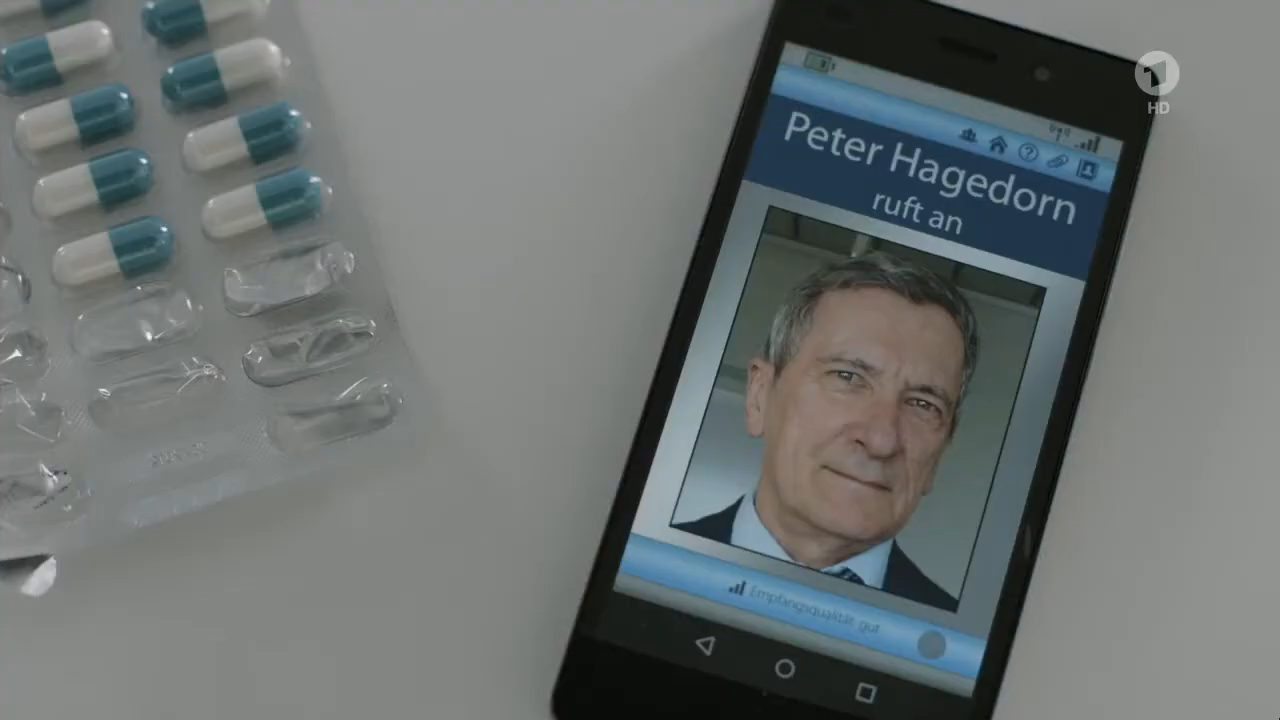 1
HD
Peter Hagedorn
ruft an
Empfangsqualität gut